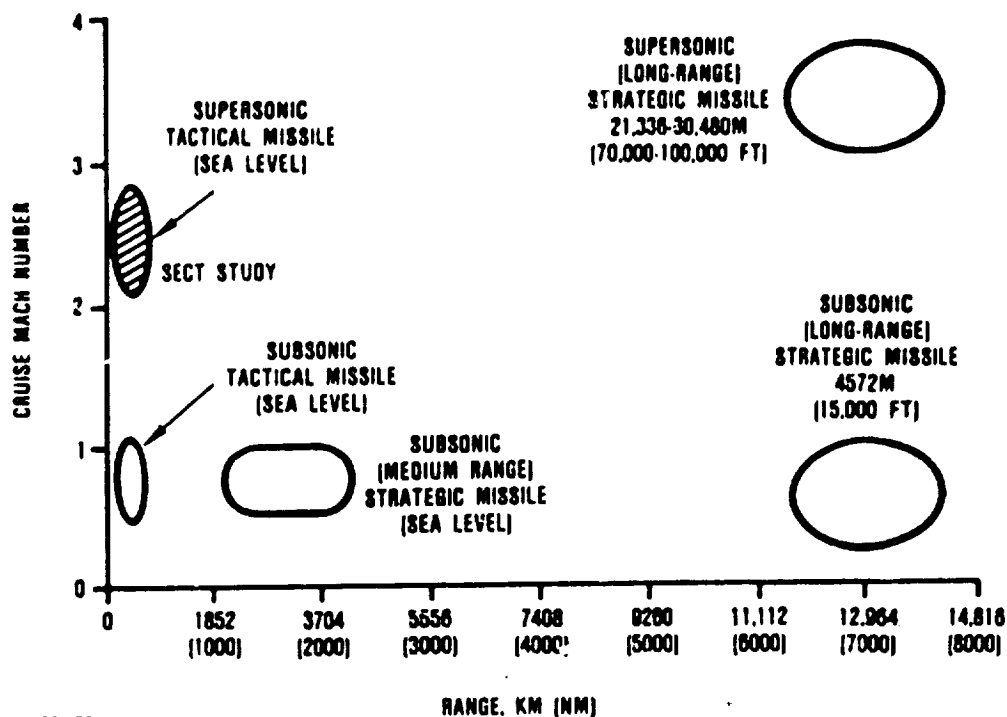 4
SUPERSONIC
(LONG-RANGE)
STRATEGIC MISSILE
21,336-30,480M
(70,000-100,000 FT)
SUPERSONIC
TACTICAL MISSILE
(SEA LEVEL)
3
SECT STUDY
2
CRUISE MACH NUMBER
SUBSONIC
TACTICAL MISSILE
(SEA LEVEL)
SUBSONIC
(LONG-RANGE)
STRATEGIC MISSILE
4572M
(15,000 FT)
1
SUBSONIC
(MEDIUM RANGE)
STRATEGIC MISSILE
(SEA LEVEL)
0
0 1852 3704 5556 7408 9260 11,112 12,964 14,816
(1000) (2000) (3000) (4000) (5000) (6000) (7000) (8000)
RANGE, KM (NM)